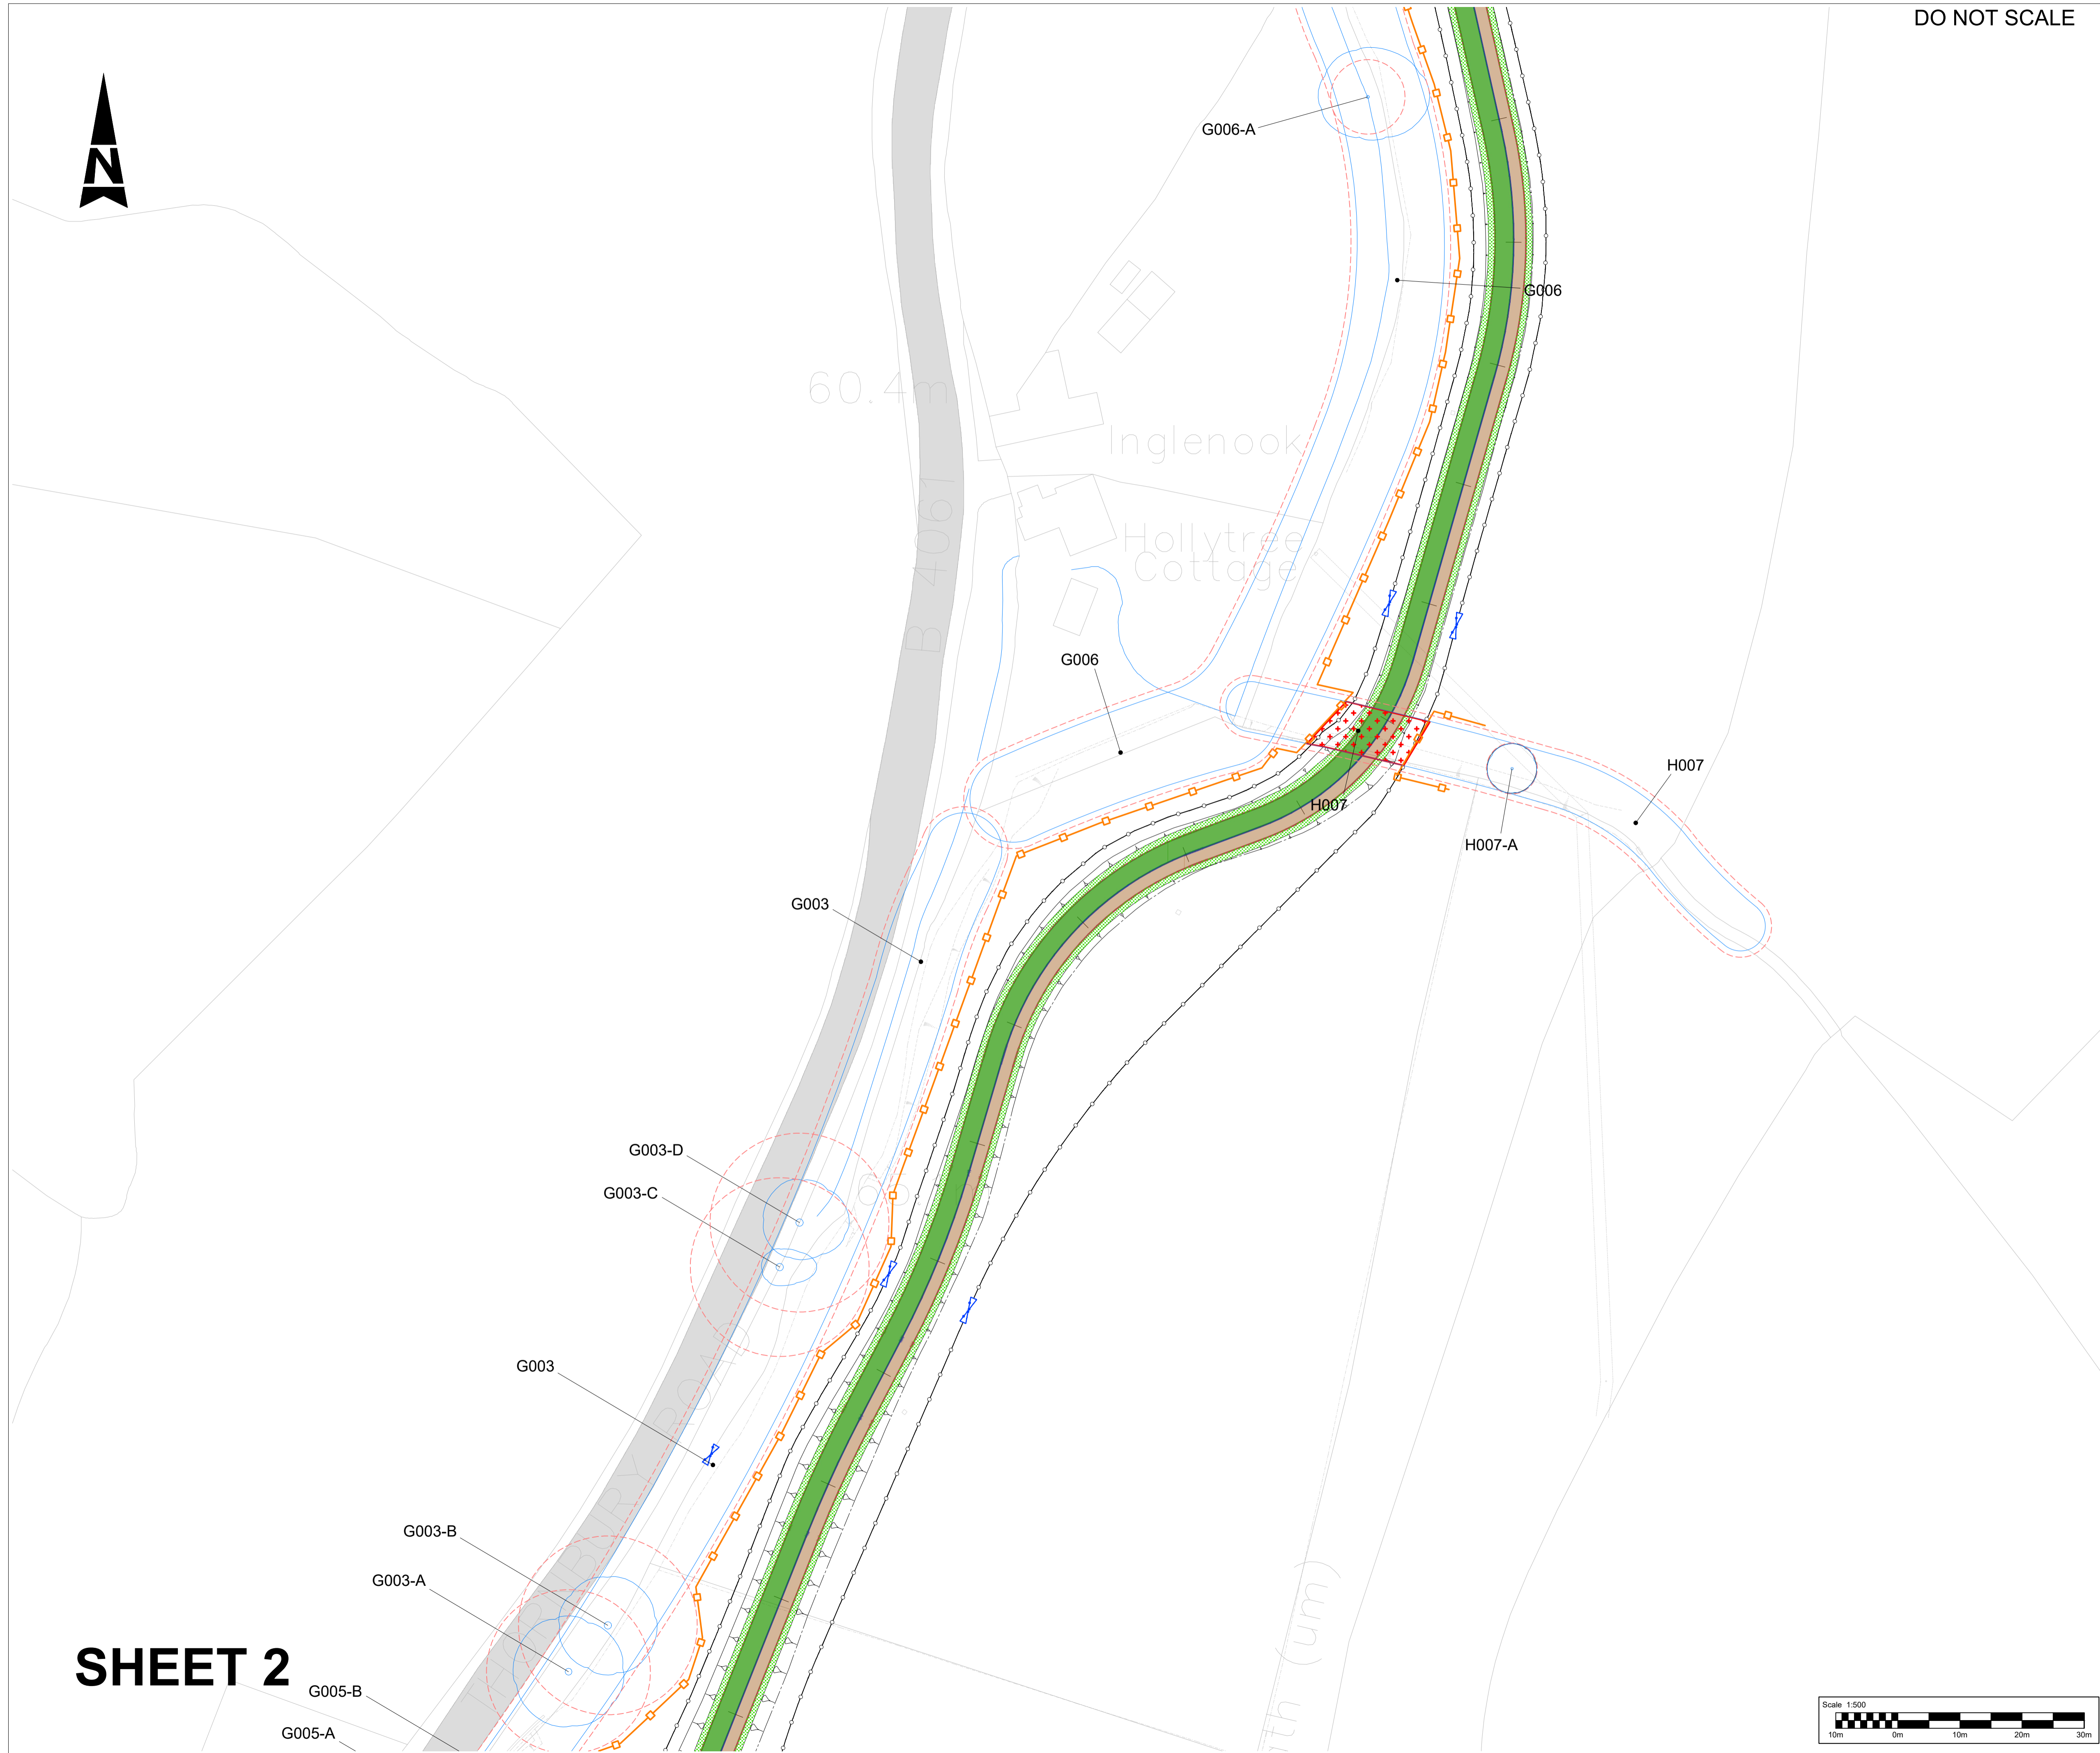 DO NOT SCALE
N
G006-A
G006
60.4m
Inglenook
B 4061
Hollytree
Cottage
G006
H007
H007
H007-A
G003
G003-D
G003-C
G003
G003-B
G003-A
SHEET 2
G005-B
G005-A
(um)
Scale 1:500
10m 0m 10m 20m 30m